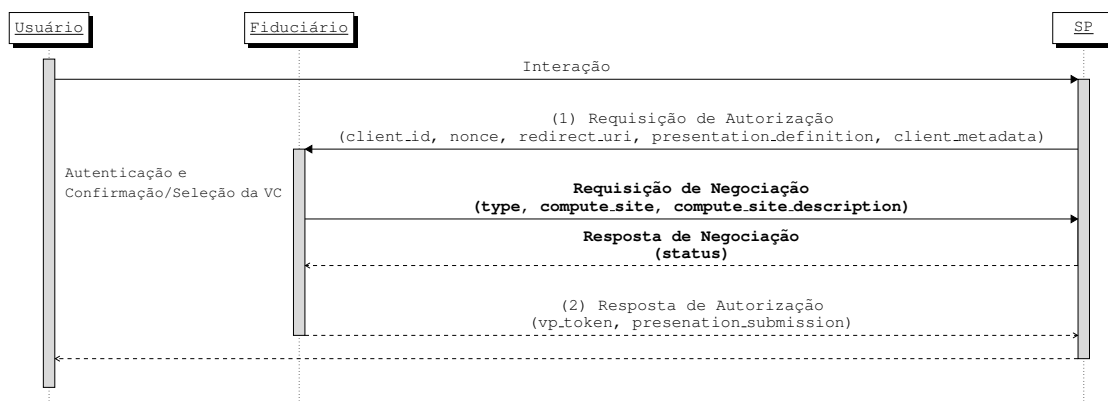 Usuário
Fiduciário
SP
Interação
(1) Requisição de Autorização
(client_id, nonce, redirect_uri, presentation_definition, client_metadata)
Autenticação e
Confirmação/Seleção da VC
Requisição de Negociação
(type, compute_site, compute_site_description)
Resposta de Negociação
(status)
(2) Resposta de Autorização
(vp_token, presenation_submission)